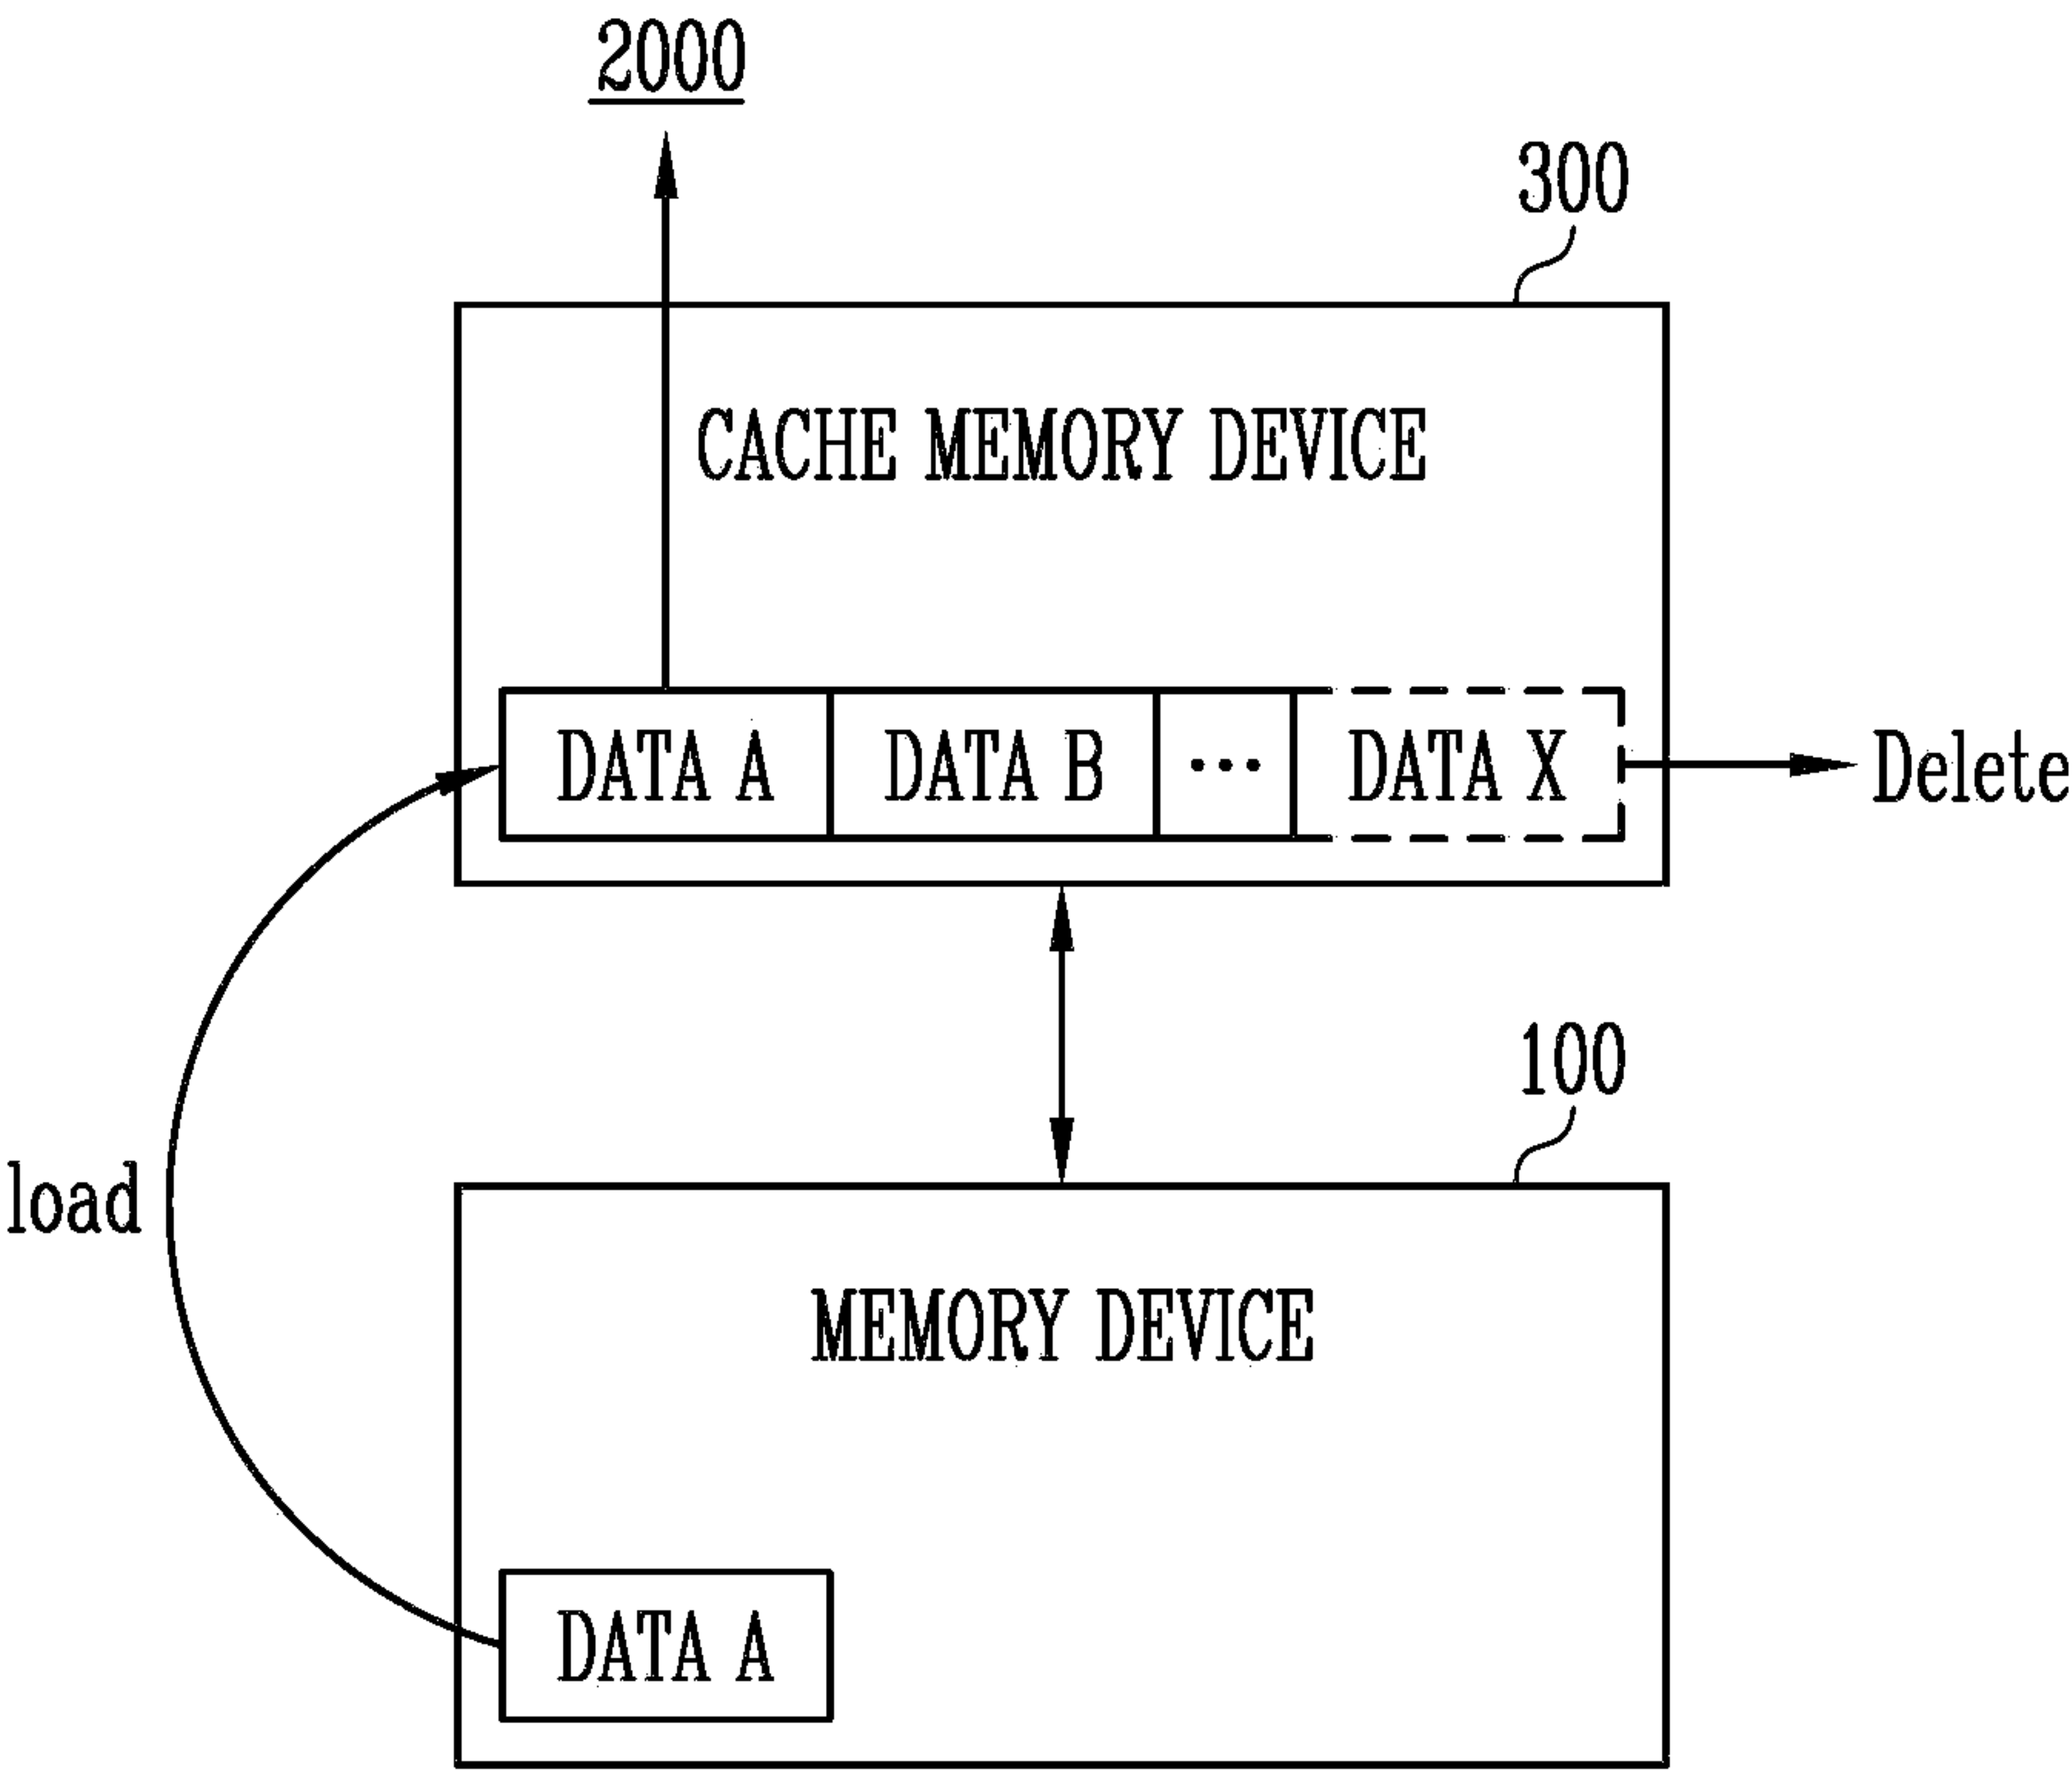 2000
300
CACHE MEMORY DEVICE
DATA A DATA B ••• DATA X Delete
100
load
MEMORY DEVICE
DATA A